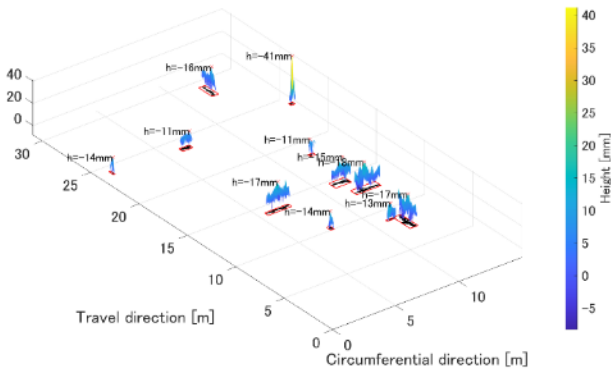 h=-16mm
h=-41mm
h=-11mm
h=-14mm
h=-11mm
h=-15mm
h=-18mm
h=-17mm
h=-17mm
h=-14mm
h=-13mm
40
20
0
30
25
20
15
10
5
0
0
5
10
Travel direction [m]
Circumferential direction [m]
40
35
30
25
20
15
10
5
0
-5
Height [mm]